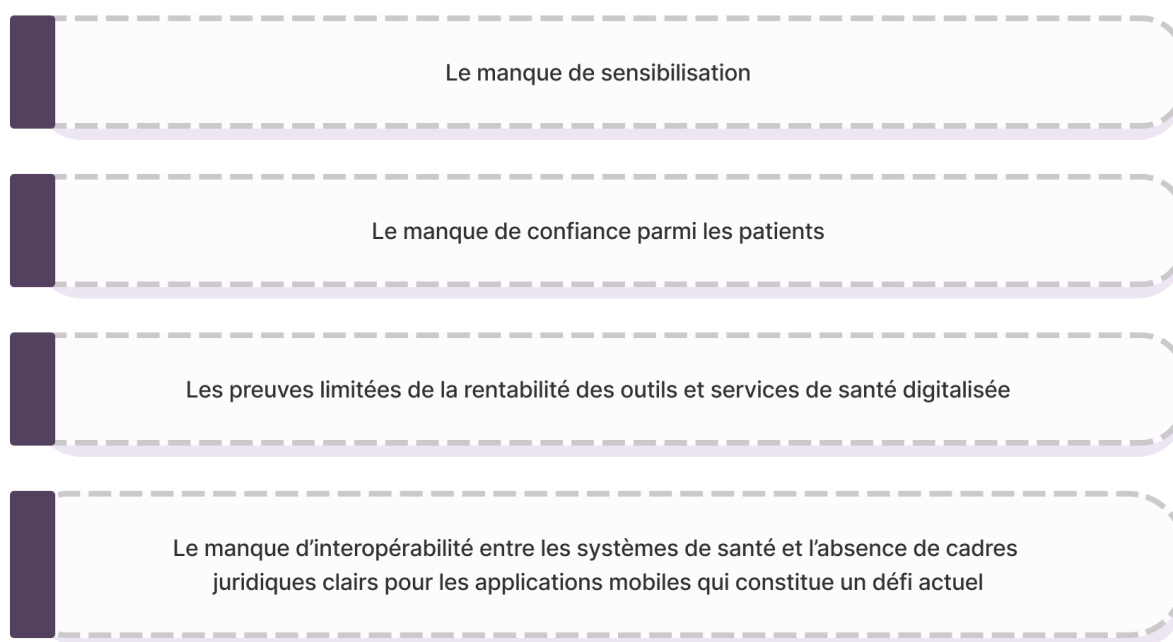 Le manque de sensibilisation
Le manque de confiance parmi les patients
Les preuves limitées de la rentabilité des outils et services de santé digitalisée
Le manque d’interopérabilité entre les systèmes de santé et l’absence de cadres
juridiques clairs pour les applications mobiles qui constitue un défi actuel